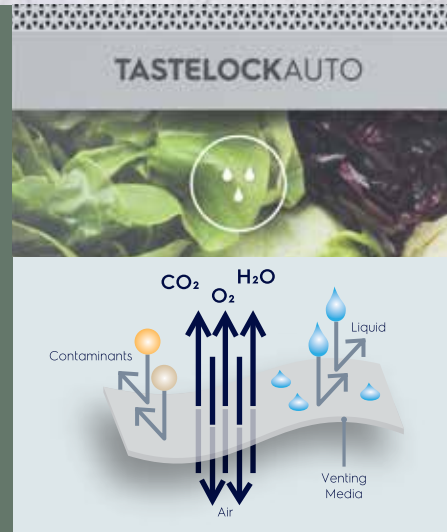 TASTELOCKAUTO
CO₂
O₂
H₂O
Contaminants
Liquid
Venting
Media
Air